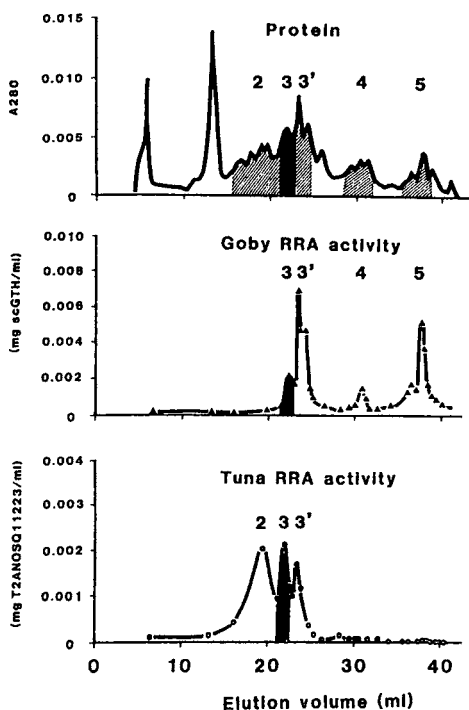 Protein
0.015
0.010
0.005
0
A280
2 3 3' 4 5
Goby RRA activity
0.010
0.008
0.006
0.004
0.002
0
(mg scGTH/ml)
3 3' 4 5
Tuna RRA activity
0.004
0.003
0.002
0.001
0
(mg T2ANOSQ11223/ml)
2 3 3'
0 10 20 30 40
Elution volume (ml)